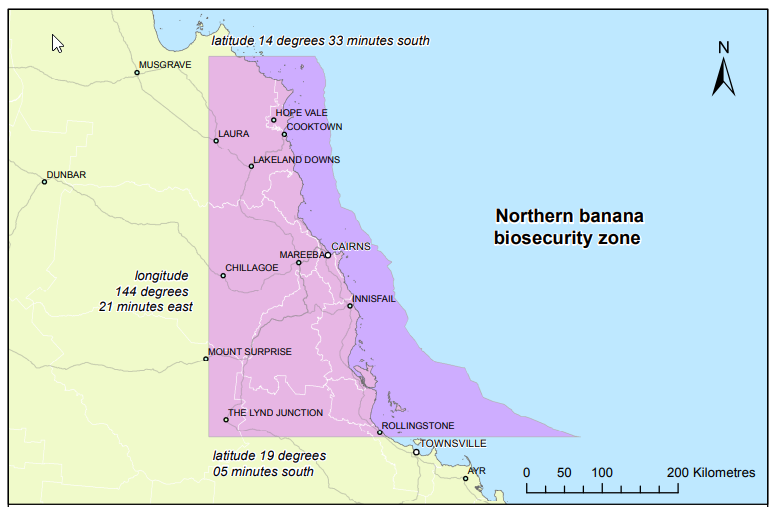 latitude 14 degrees 33 minutes south
N
MUSGRAVE
HOPE VALE
COOKTOWN
LAURA
LAKELAND DOWNS
DUNBAR
Northern banana
biosecurity zone
CAIRNS
MAREEBA
CHILLAGOE
longitude
144 degrees
21 minutes east
INNISFAIL
MOUNT SURPRISE
THE LYND JUNCTION
ROLLINGSTONE
TOWNSVILLE
latitude 19 degrees
05 minutes south
AYR
0 50 100 200 Kilometres